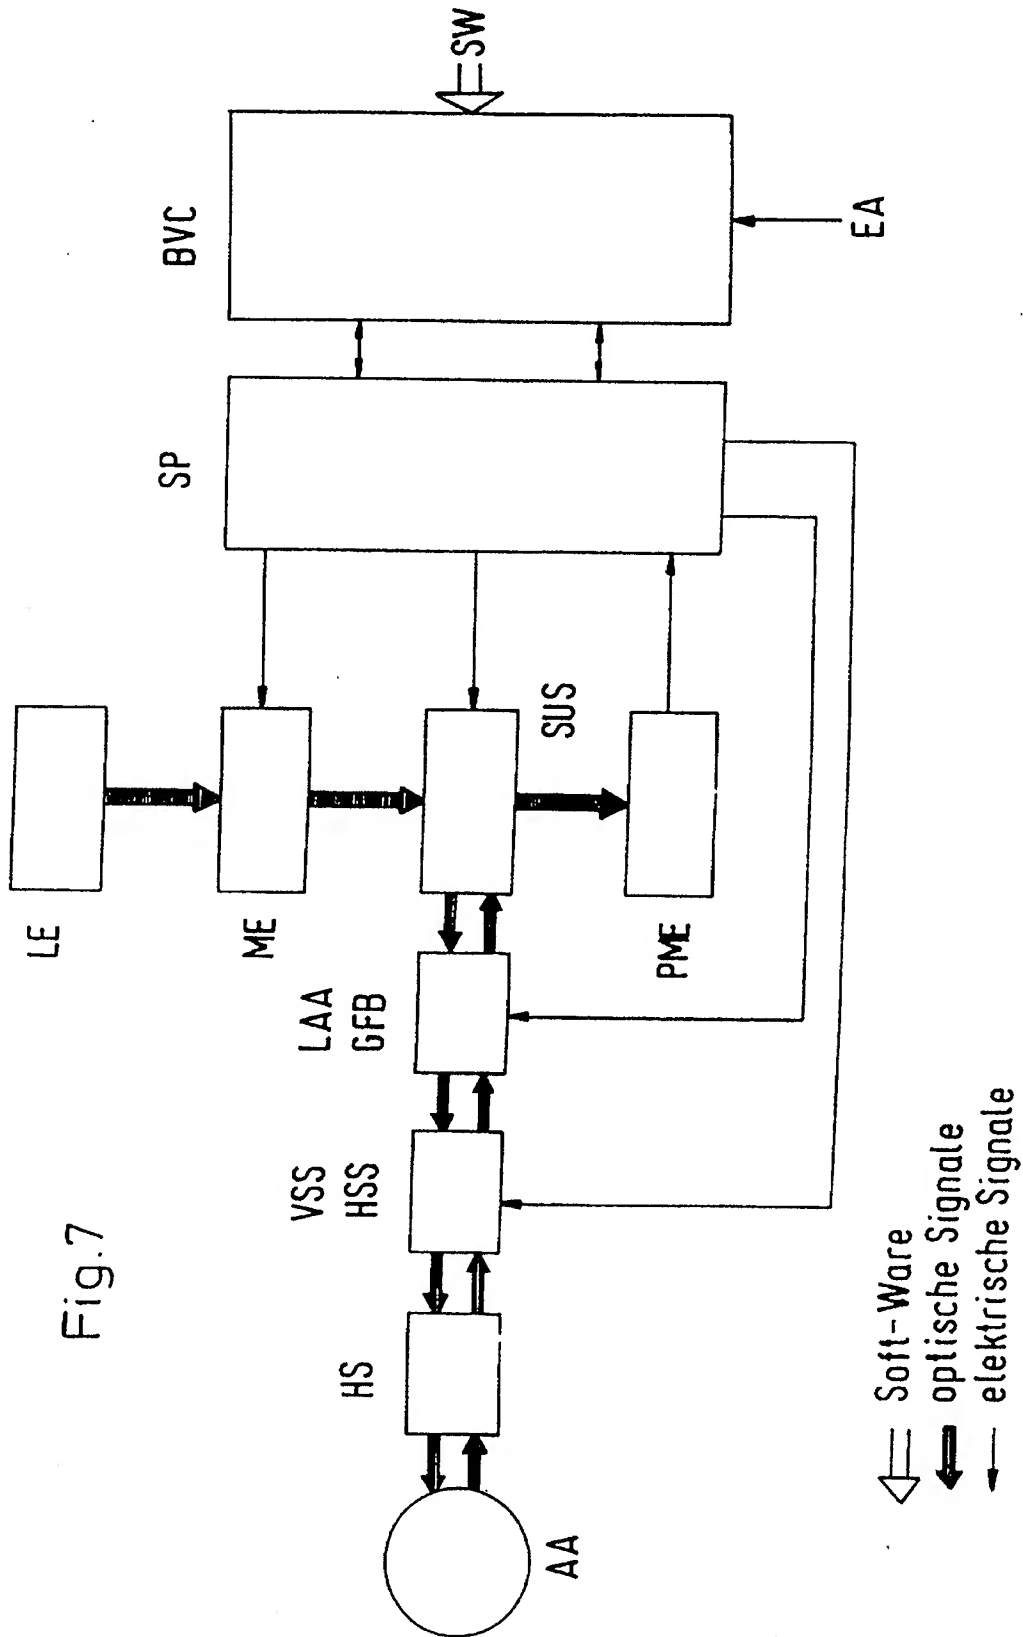 Fig.7
LE
ME
SUS
PME
SP
BVC
SW
EA
LAA
GFB
VSS
HSS
HS
AA
Soft-Ware
optische Signale
elektrische Signale